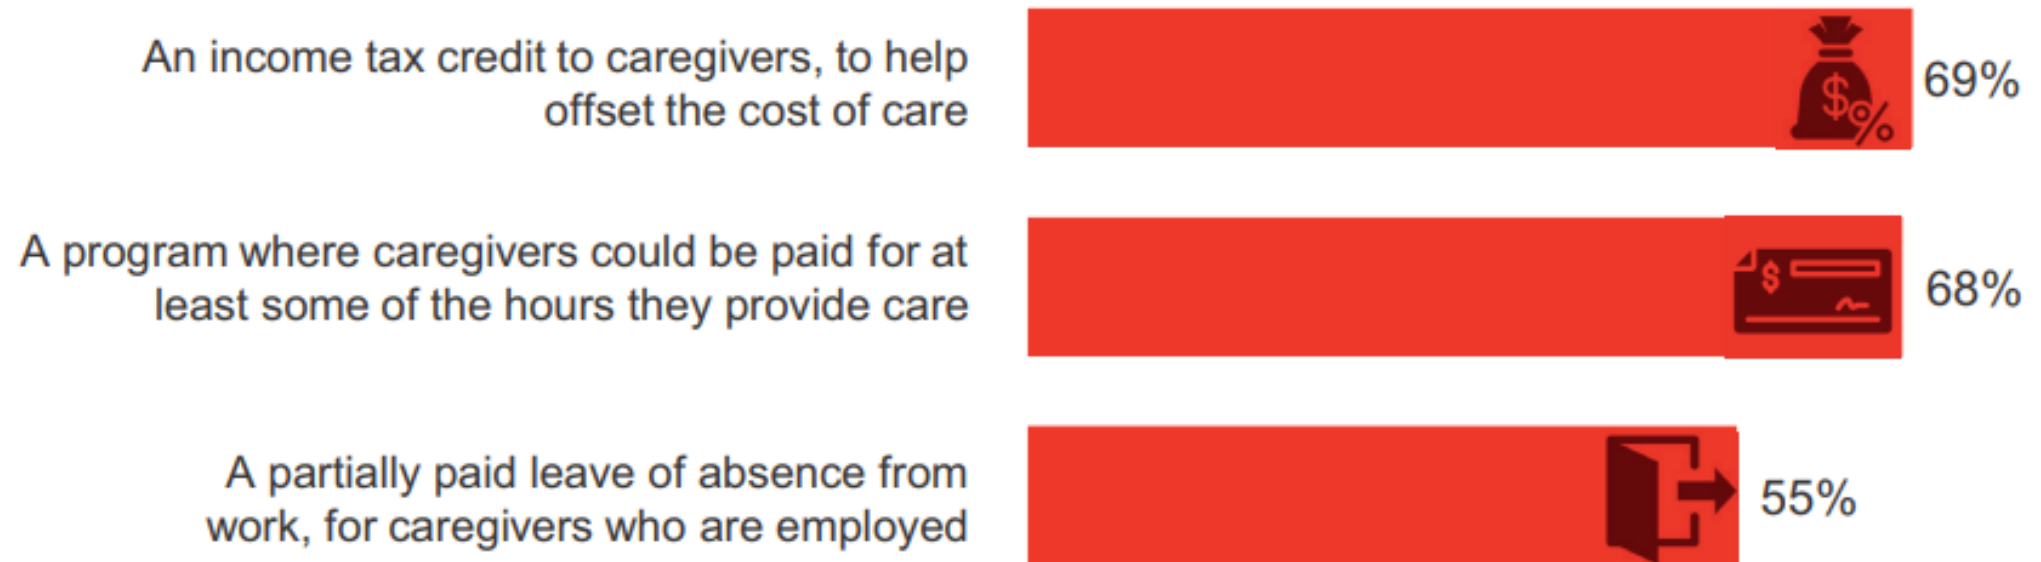 An income tax credit to caregivers, to help
offset the cost of care
69%
A program where caregivers could be paid for at
least some of the hours they provide care
68%
A partially paid leave of absence from
work, for caregivers who are employed
55%